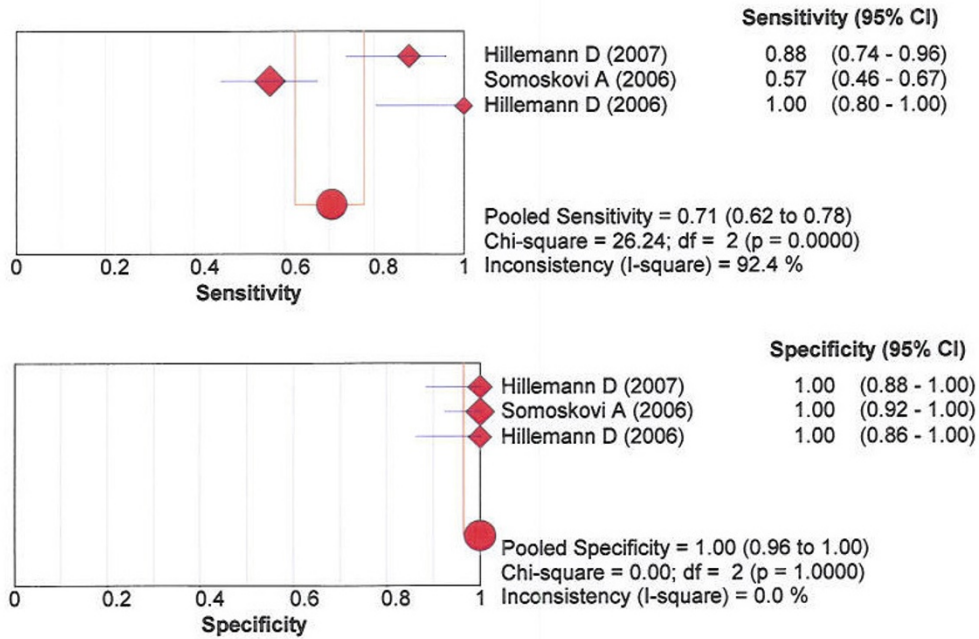 Sensitivity (95% CI)
Hillemann D (2007) 0.88 (0.74 - 0.96)
Somoskovi A (2006) 0.57 (0.46 - 0.67)
Hillemann D (2006) 1.00 (0.80 - 1.00)
Pooled Sensitivity = 0.71 (0.62 to 0.78)
Chi-square = 26.24; df = 2 (p = 0.0000)
Inconsistency (I-square) = 92.4 %
0 0.2 0.4 0.6 0.8 1
Sensitivity
Specificity (95% CI)
Hillemann D (2007) 1.00 (0.88 - 1.00)
Somoskovi A (2006) 1.00 (0.92 - 1.00)
Hillemann D (2006) 1.00 (0.86 - 1.00)
Pooled Specificity = 1.00 (0.96 to 1.00)
Chi-square = 0.00; df = 2 (p = 1.0000)
Inconsistency (I-square) = 0.0 %
0 0.2 0.4 0.6 0.8 1
Specificity